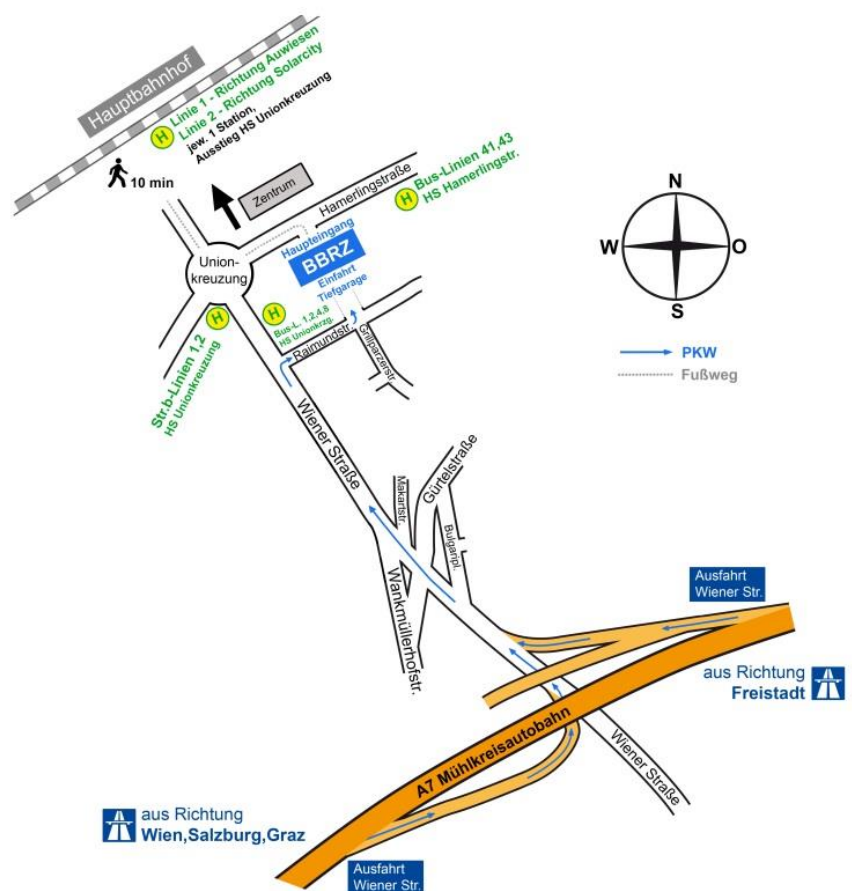 Hauptbahnhof
H
Linie 1 - Richtung Auwiesen
Linie 2 - Richtung Solarcity
jew. 1 Station,
Ausstieg HS Unionkreuzung
10 min
Zentrum
Hamerlingstraße
H
Bus-Linien 41,43
HS Hamerlingstr.
Union-
kreuzung
Haupteingang
BBRZ
Einfahrt
Tiefgarage
H
Bus-L. 1,2,4,8
HS Unionkrzg.
H
Str.b-Linien 1,2
HS Unionkreuzung
Raimundstr.
Grillparzerstr
N
W
O
S
PKW
Fußweg
Wiener Straße
Makartstr.
Gürtelstraße
Bulgaripl.
Wankmüllerhofstr.
Ausfahrt
Wiener Str.
aus Richtung
Freistadt
A7 Mühlkreisautobahn
Wiener Straße
aus Richtung
Wien,Salzburg,Graz
Ausfahrt
Wiener Str.